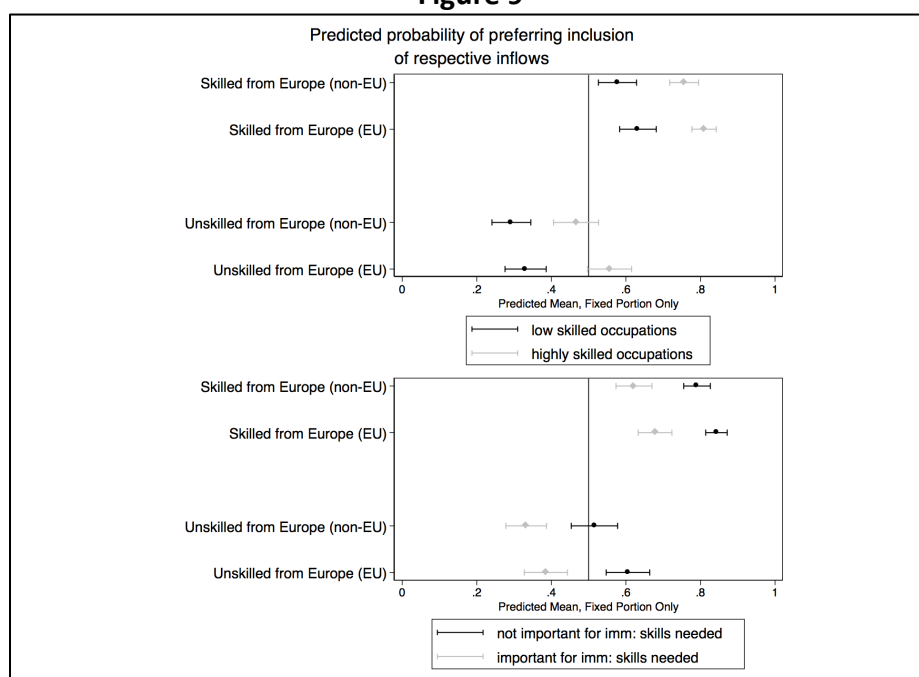 Predicted probability of preferring inclusion
of respective inflows
Skilled from Europe (non-EU)
Skilled from Europe (EU)
Unskilled from Europe (non-EU)
Unskilled from Europe (EU)
0 .2 .4 .6 .8 1
Predicted Mean, Fixed Portion Only
low skilled occupations
highly skilled occupations
Skilled from Europe (non-EU)
Skilled from Europe (EU)
Unskilled from Europe (non-EU)
Unskilled from Europe (EU)
0 .2 .4 .6 .8 1
Predicted Mean, Fixed Portion Only
not important for imm: skills needed
important for imm: skills needed